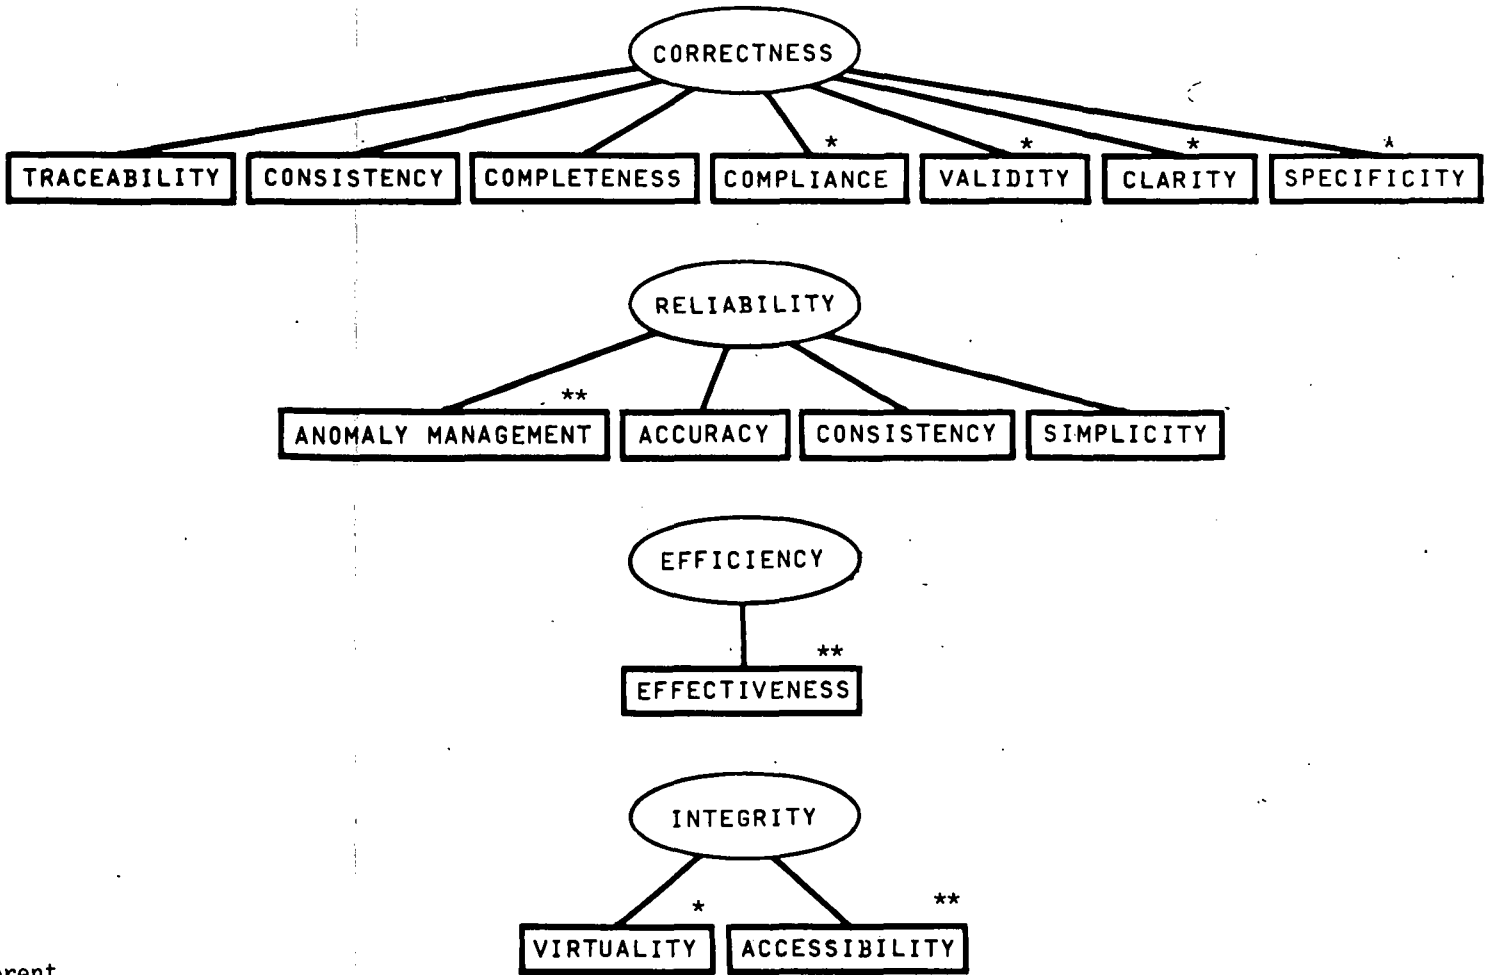 CORRECTNESS
* * * *
TRACEABILITY CONSISTENCY COMPLETENESS COMPLIANCE VALIDITY CLARITY SPECIFICITY
RELIABILITY
**
ANOMALY MANAGEMENT ACCURACY CONSISTENCY SIMPLICITY
EFFICIENCY
**
EFFECTIVENESS
INTEGRITY
* **
VIRTUALITY ACCESSIBILITY